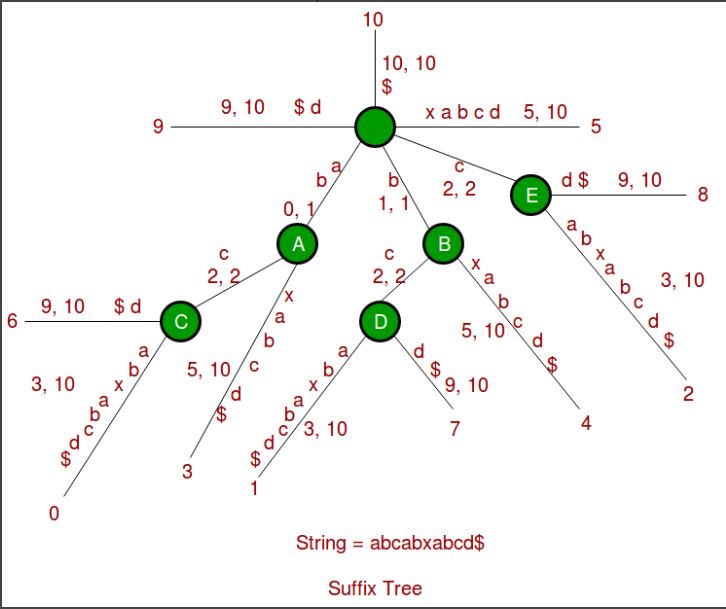 10
10, 10
$
9
9, 10 $ d
x a b c d 5, 10
5
a
b
0, 1
b
1, 1
c
2, 2
E
d $ 9, 10
8
A
B
c
2, 2
c
2, 2
x
a
b
c
d
$
5, 10
x
a
b
c
d
$
5, 10
a
b
x
a
b
c
d
$
3, 10
6
9, 10 $ d
C
D
a
b
x
a
b
c
d
$
3, 10
a
b
x
a
b
c
d
$
3, 10
d
$
9, 10
2
4
7
3
1
0
String = abcabxabcd$
Suffix Tree